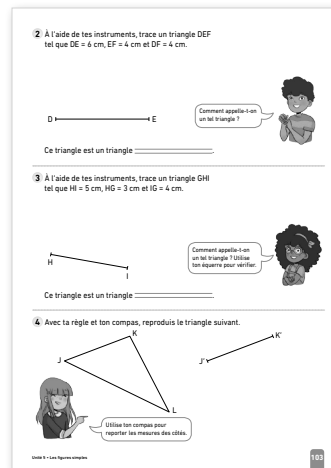 2 À l'aide de tes instruments, trace un triangle DEF
tel que DE = 6 cm, EF = 4 cm et DF = 4 cm.
Comment appelle-t-on
un tel triangle ?
D
E
Ce triangle est un triangle
3 À l'aide de tes instruments, trace un triangle GHI
tel que HI = 5 cm, HG = 3 cm et IG = 4 cm.
Comment appelle-t-on
un tel triangle ? Utilise
ton équerre pour vérifier.
H
I
Ce triangle est un triangle
4 Avec ta règle et ton compas, reproduis le triangle suivant.
K
K'
J
J'
L
Utilise ton compas pour
reporter les mesures des côtés.
Unité 5 • Les figures simples
103